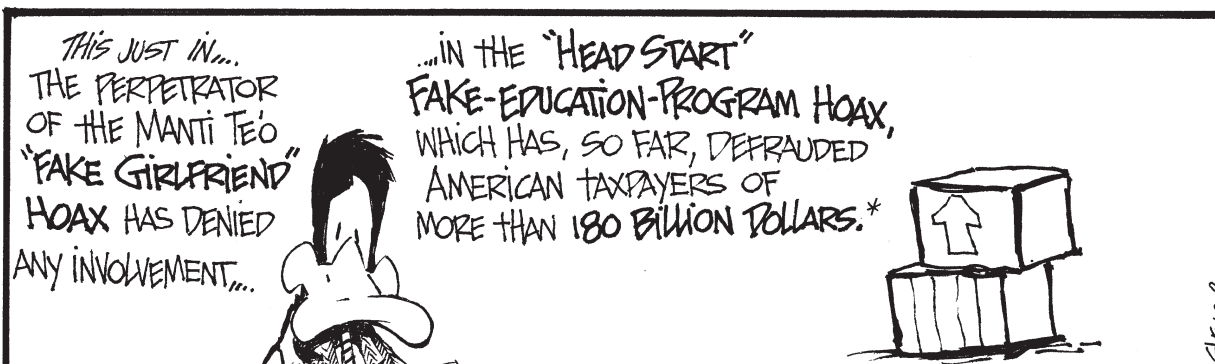 THIS JUST IN....
THE PERPETRATOR
OF THE MANTI TE'O
"FAKE GIRLFRIEND"
HOAX HAS DENIED
ANY INVOLVEMENT....
....IN THE "HEAD START"
FAKE-EDUCATION-PROGRAM HOAX,
WHICH HAS, SO FAR, DEFRAUDED
AMERICAN TAXPAYERS OF
MORE THAN 180 BILLION DOLLARS.*